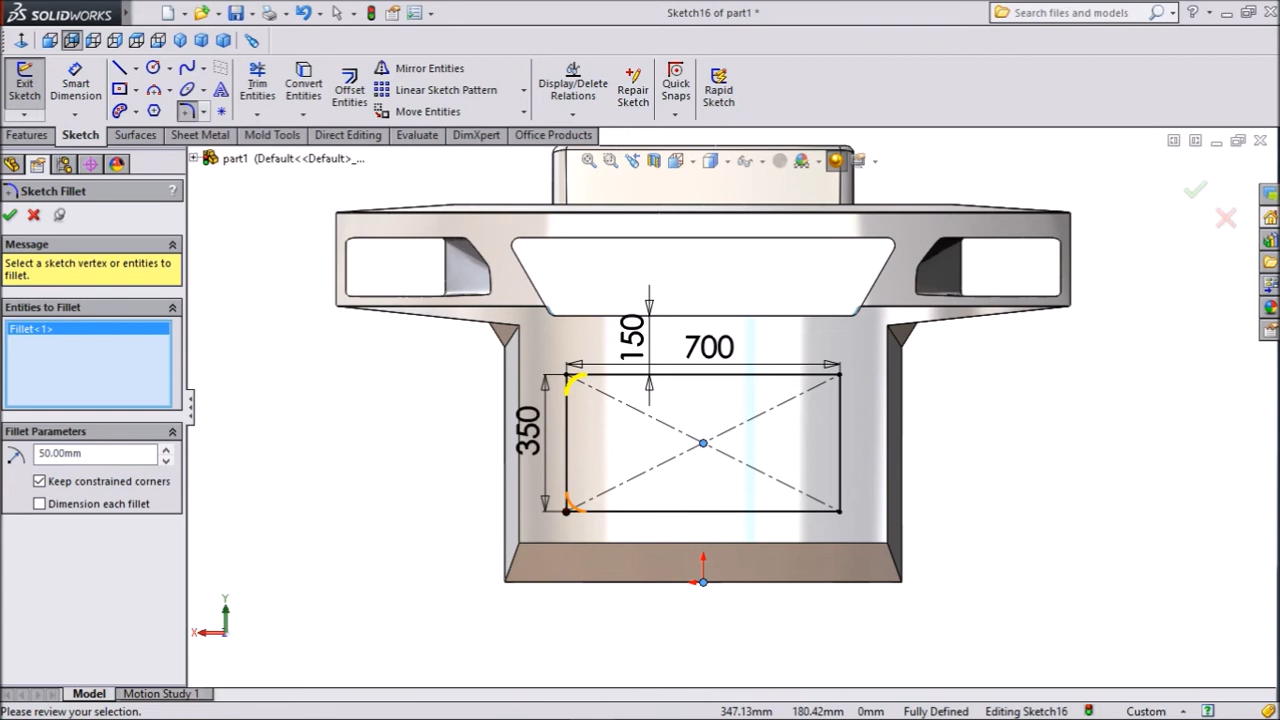 SOLIDWORKS
Sketch16 of part1 *
Search files and models
Exit Sketch
Smart Dimension
Trim Entities
Convert Entities
Offset Entities
Mirror Entities
Linear Sketch Pattern
Move Entities
Display/Delete Relations
Repair Sketch
Quick Snaps
Rapid Sketch
Features
Sketch
Surfaces
Sheet Metal
Mold Tools
Direct Editing
Evaluate
DimXpert
Office Products
part1 (Default<<Default>_...
Sketch Fillet
?
Message
Select a sketch vertex or entities to
fillet.
Entities to Fillet
Fillet<1>
Fillet Parameters
50.00mm
Keep constrained corners
Dimension each fillet
150
700
350
Y
X
Model
Motion Study 1
Please review your selection.
347.13mm
180.42mm
0mm
Fully Defined
Editing Sketch16
Custom